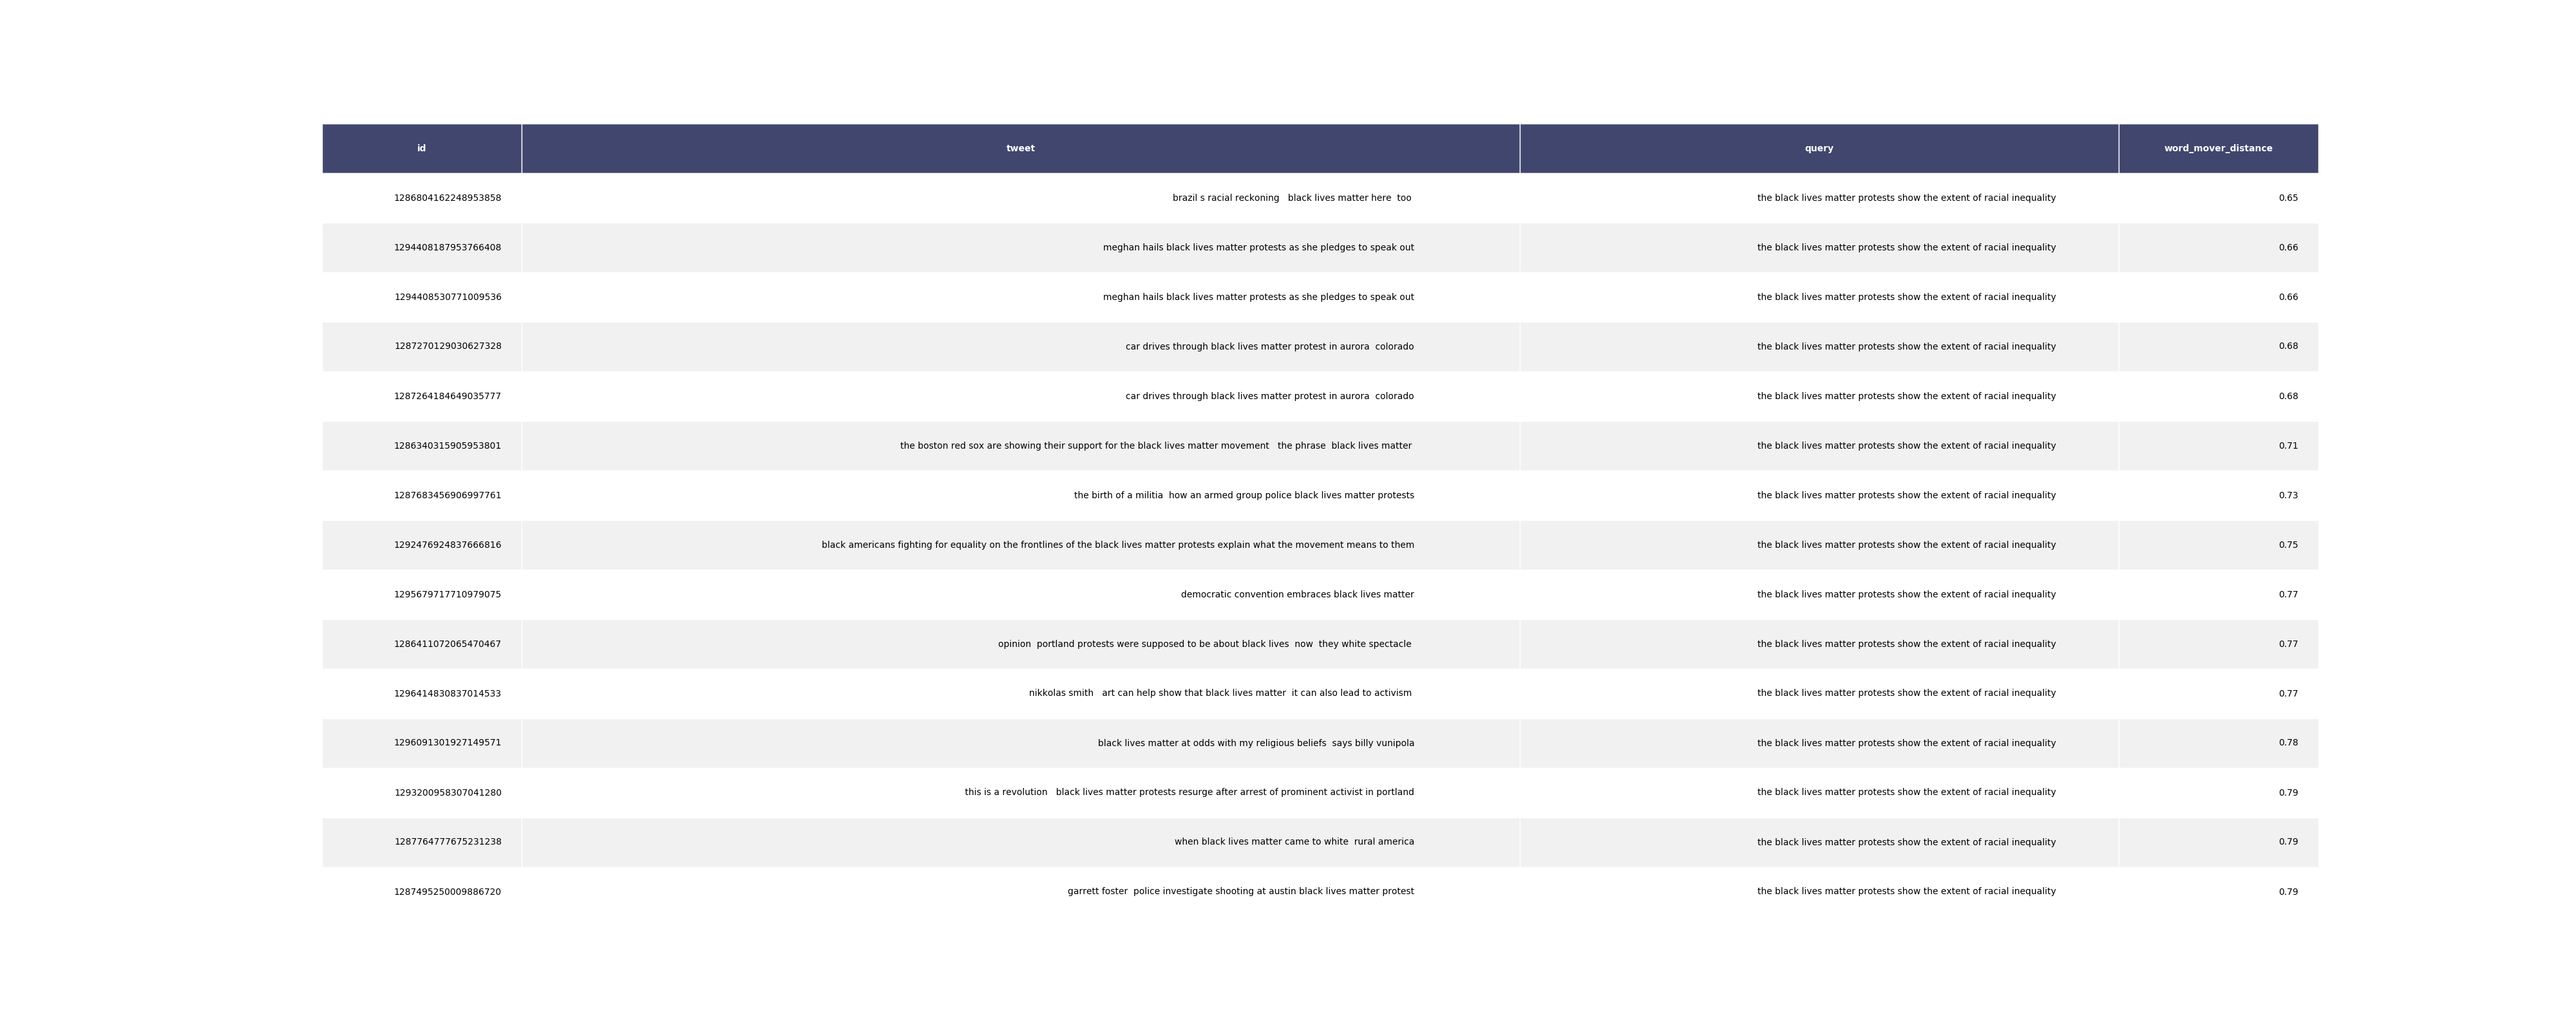 id tweet query word_mover_distance
1286804162248953858 brazil s racial reckoning   black lives matter here  too the black lives matter protests show the extent of racial inequality 0.65
1294408187953766408 meghan hails black lives matter protests as she pledges to speak out the black lives matter protests show the extent of racial inequality 0.66
1294408530771009536 meghan hails black lives matter protests as she pledges to speak out the black lives matter protests show the extent of racial inequality 0.66
1287270129030627328 car drives through black lives matter protest in aurora  colorado the black lives matter protests show the extent of racial inequality 0.68
1287264184649035777 car drives through black lives matter protest in aurora  colorado the black lives matter protests show the extent of racial inequality 0.68
1286340315905953801 the boston red sox are showing their support for the black lives matter movement   the phrase  black lives matter the black lives matter protests show the extent of racial inequality 0.71
1287683456906997761 the birth of a militia  how an armed group police black lives matter protests the black lives matter protests show the extent of racial inequality 0.73
1292476924837666816 black americans fighting for equality on the frontlines of the black lives matter protests explain what the movement means to them the black lives matter protests show the extent of racial inequality 0.75
1295679717710979075 democratic convention embraces black lives matter the black lives matter protests show the extent of racial inequality 0.77
1286411072065470467 opinion  portland protests were supposed to be about black lives  now  they white spectacle the black lives matter protests show the extent of racial inequality 0.77
1296414830837014533 nikkolas smith   art can help show that black lives matter  it can also lead to activism the black lives matter protests show the extent of racial inequality 0.77
1296091301927149571 black lives matter at odds with my religious beliefs  says billy vunipola the black lives matter protests show the extent of racial inequality 0.78
1293200958307041280 this is a revolution   black lives matter protests resurge after arrest of prominent activist in portland the black lives matter protests show the extent of racial inequality 0.79
1287764777675231238 when black lives matter came to white  rural america the black lives matter protests show the extent of racial inequality 0.79
1287495250009886720 garrett foster  police investigate shooting at austin black lives matter protest the black lives matter protests show the extent of racial inequality 0.79